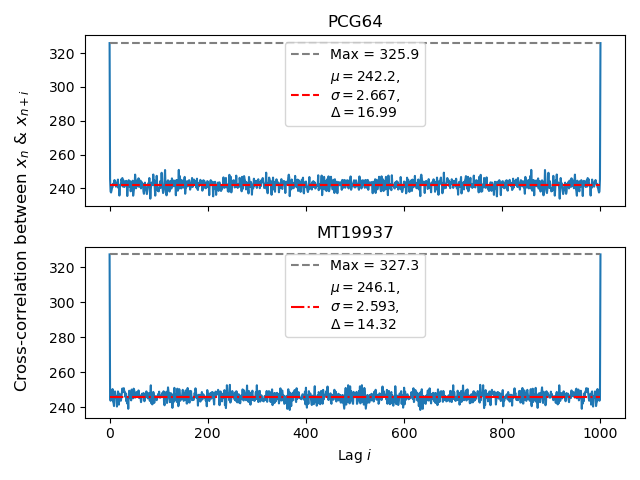 PCG64
Cross-correlation between xₙ & xₙ₊ᵢ
320
300
280
260
240
Max = 325.9
μ = 242.2,
σ = 2.667,
Δ = 16.99
MT19937
320
300
280
260
240
Max = 327.3
μ = 246.1,
σ = 2.593,
Δ = 14.32
0 200 400 600 800 1000
Lag i